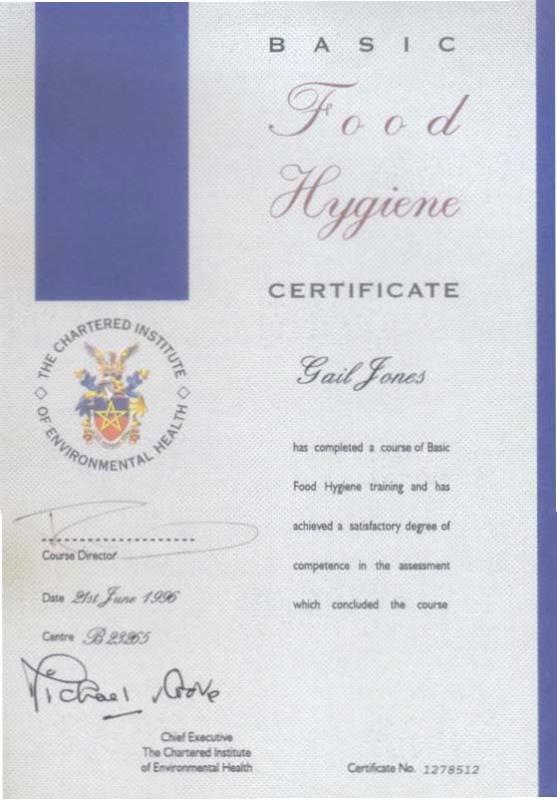 BASIC
Food
Hygiene
CERTIFICATE
THE CHARTERED INSTITUTE
OF ENVIRONMENTAL HEALTH
Gail Jones
has completed a course of Basic
Food Hygiene training and has
achieved a satisfactory degree of
competence in the assessment
which concluded the course
Course Director
Date 21st June 1996
Centre B23265
Michael
Chief Executive
The Chartered Institute
of Environmental Health
Certificate No. 1278512